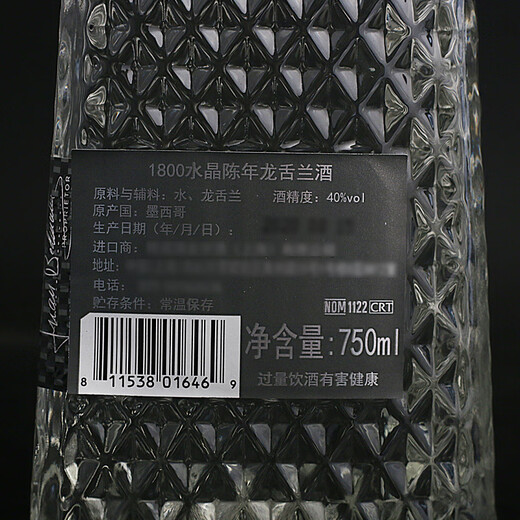 1800水晶陈年龙舌兰酒
原料与辅料：水、龙舌兰 酒精度：40%vol
原产国：墨西哥
生产日期（年/月/日）：
进口商：
地址：
电话：
贮存条件：常温保存
NOM1122 CRT
净含量:750ml
过量饮酒有害健康
8 11538 01646 9
PROPRIETOR